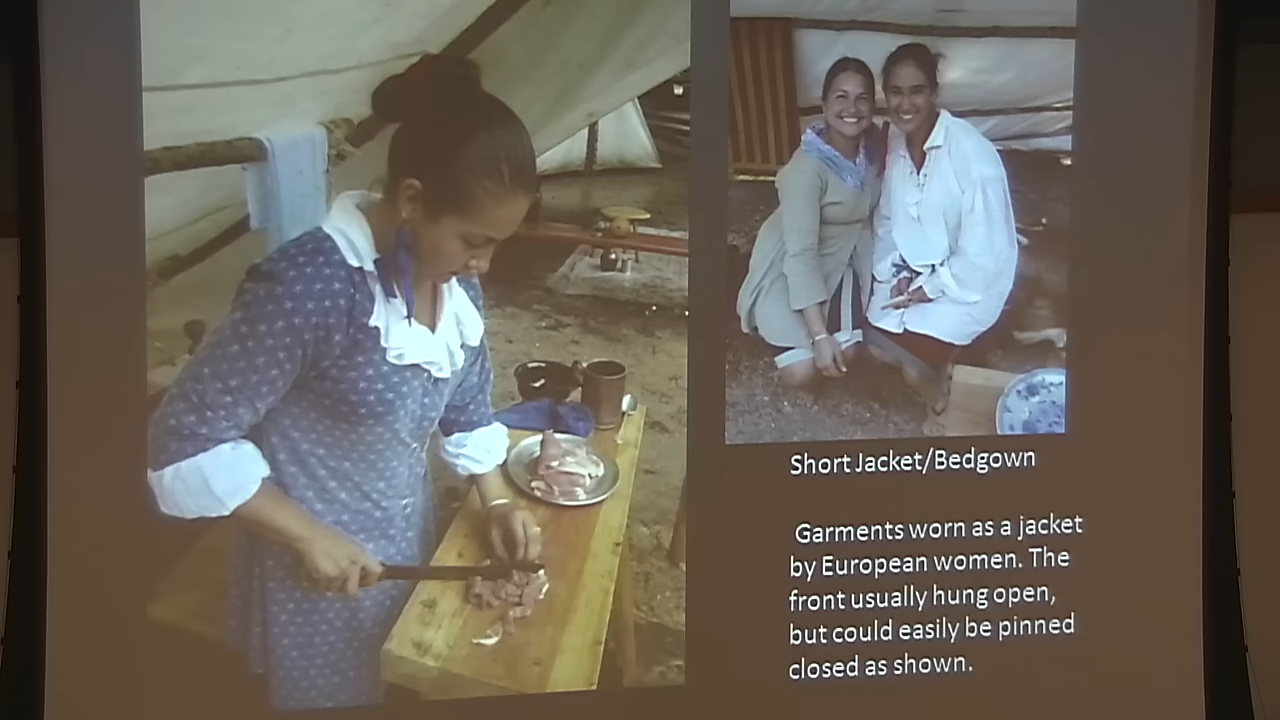 Short Jacket/Bedgown
Garments worn as a jacket
by European women. The
front usually hung open,
but could easily be pinned
closed as shown.